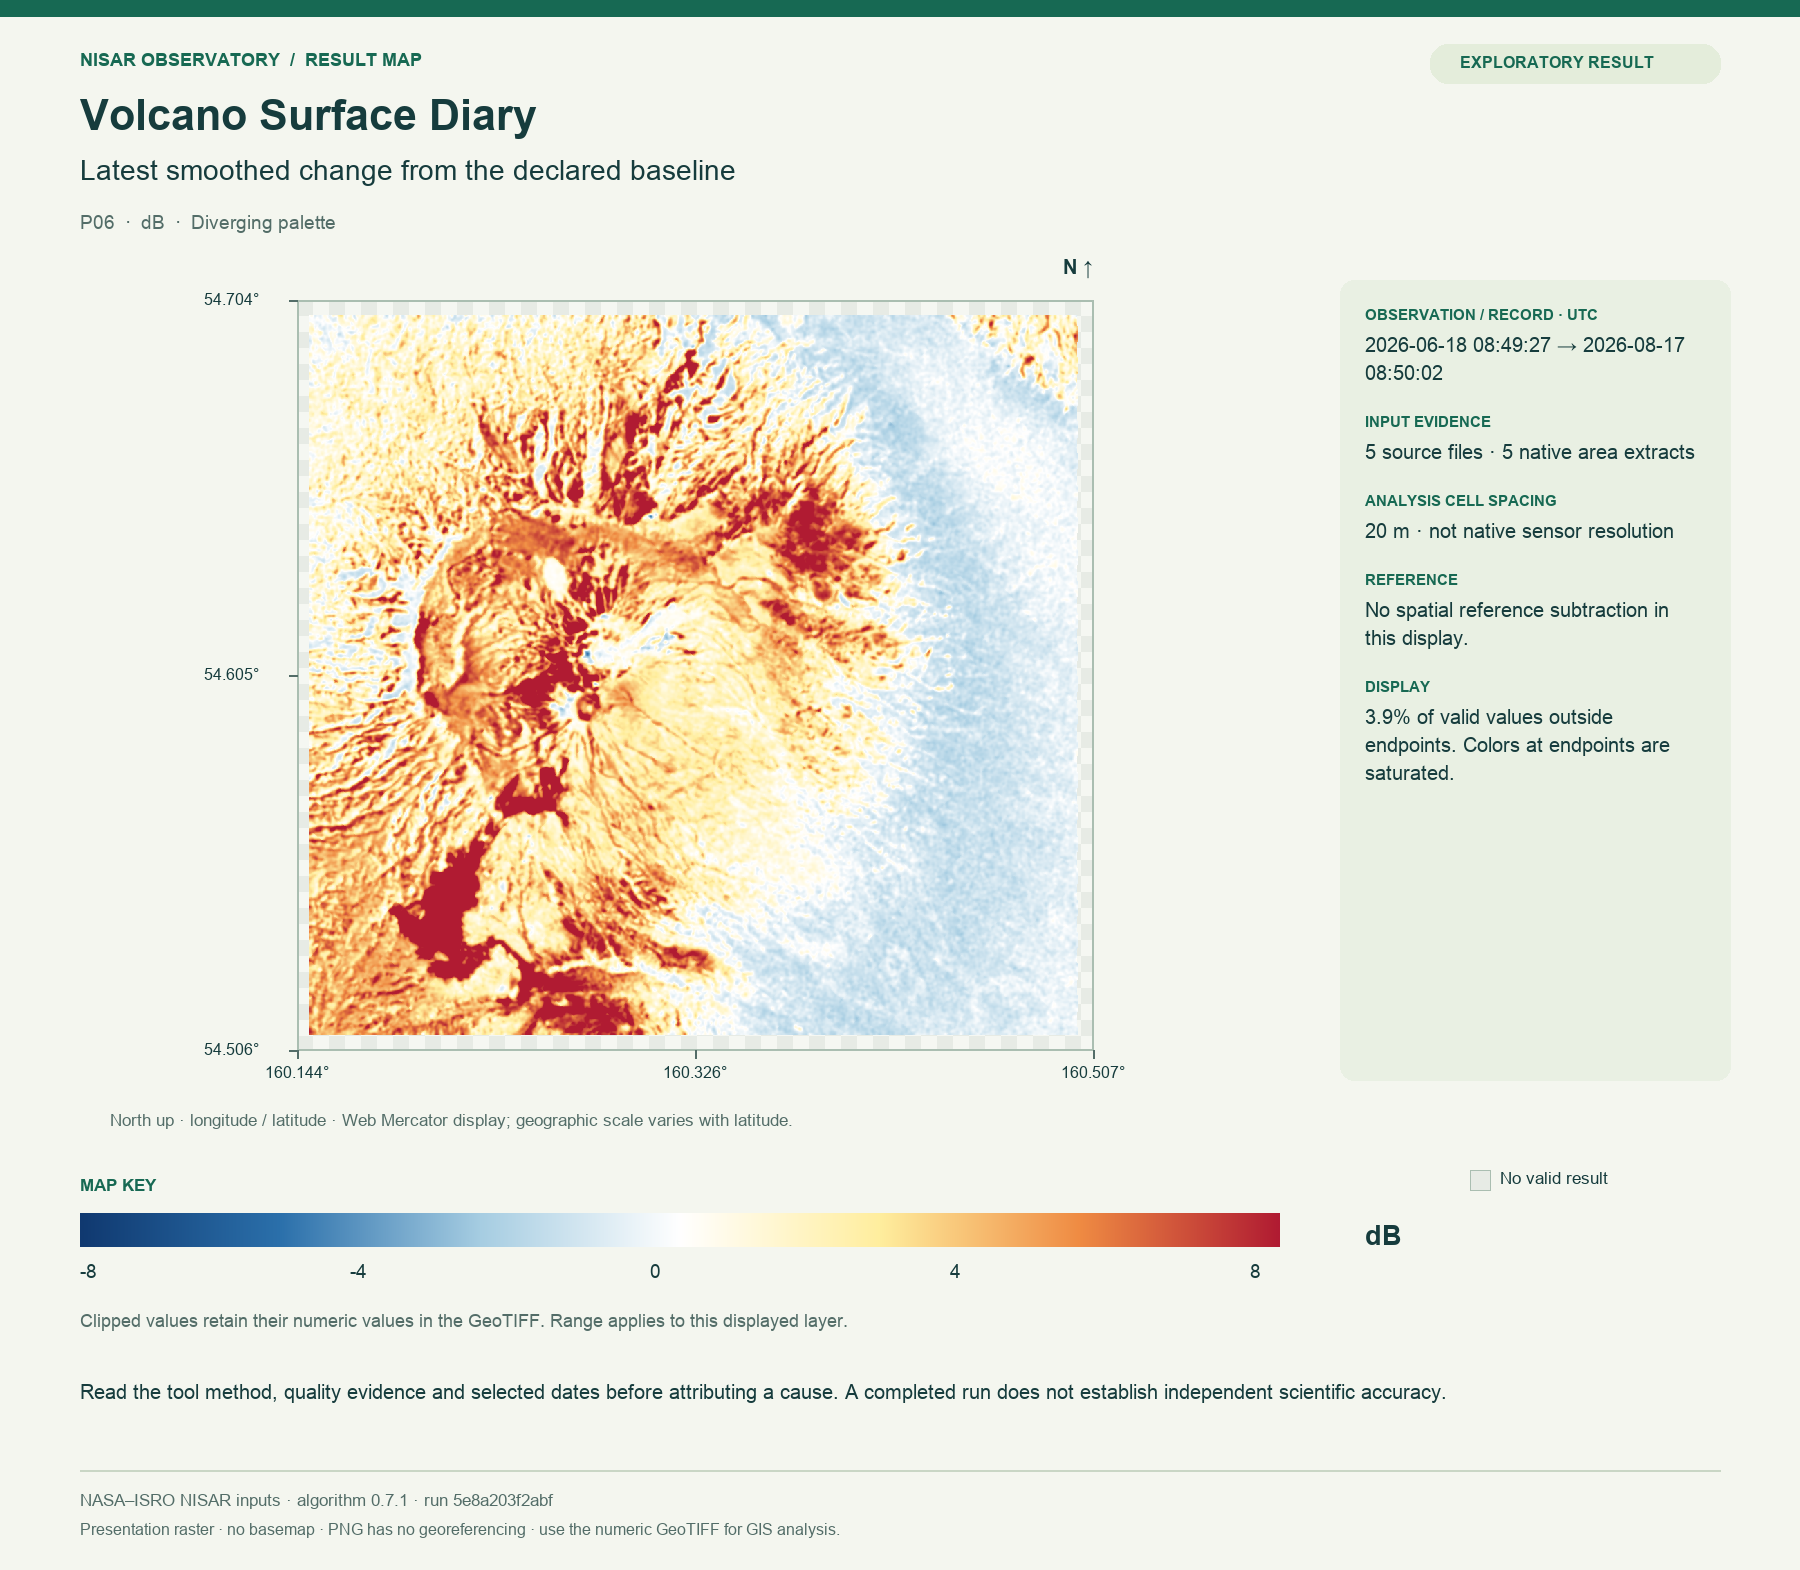 NISAR OBSERVATORY / RESULT MAP
EXPLORATORY RESULT
Volcano Surface Diary
Latest smoothed change from the declared baseline
P06 · dB · Diverging palette
N ↑
54.704°
54.605°
54.506°
160.144°
160.326°
160.507°
North up · longitude / latitude · Web Mercator display; geographic scale varies with latitude.
OBSERVATION / RECORD · UTC
2026-06-18 08:49:27 → 2026-08-17
08:50:02
INPUT EVIDENCE
5 source files · 5 native area extracts
ANALYSIS CELL SPACING
20 m · not native sensor resolution
REFERENCE
No spatial reference subtraction in
this display.
DISPLAY
3.9% of valid values outside
endpoints. Colors at endpoints are
saturated.
MAP KEY
No valid result
dB
-8 -4 0 4 8
Clipped values retain their numeric values in the GeoTIFF. Range applies to this displayed layer.
Read the tool method, quality evidence and selected dates before attributing a cause. A completed run does not establish independent scientific accuracy.
NASA–ISRO NISAR inputs · algorithm 0.7.1 · run 5e8a203f2abf
Presentation raster · no basemap · PNG has no georeferencing · use the numeric GeoTIFF for GIS analysis.